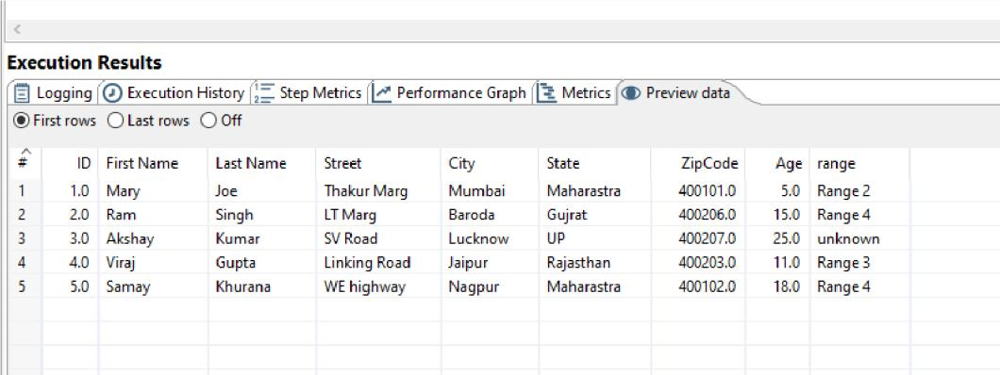 Execution Results
Logging Execution History Step Metrics Performance Graph Metrics Preview data
First rows Last rows Off
# ID First Name Last Name Street City State ZipCode Age range
1 1.0 Mary Joe Thakur Marg Mumbai Maharastra 400101.0 5.0 Range 2
2 2.0 Ram Singh LT Marg Baroda Gujrat 400206.0 15.0 Range 4
3 3.0 Akshay Kumar SV Road Lucknow UP 400207.0 25.0 unknown
4 4.0 Viraj Gupta Linking Road Jaipur Rajasthan 400203.0 11.0 Range 3
5 5.0 Samay Khurana WE highway Nagpur Maharastra 400102.0 18.0 Range 4